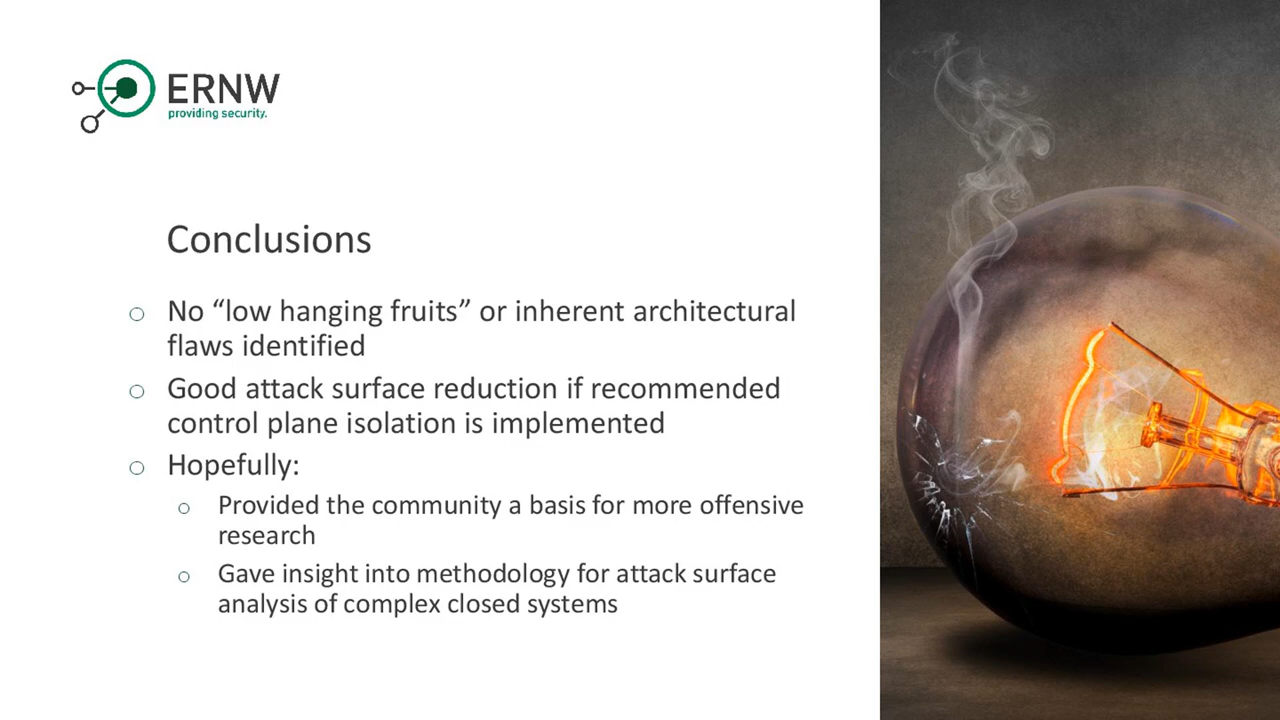 ERNW
providing security.
Conclusions
○ No “low hanging fruits” or inherent architectural
flaws identified
○ Good attack surface reduction if recommended
control plane isolation is implemented
○ Hopefully:
○ Provided the community a basis for more offensive
research
○ Gave insight into methodology for attack surface
analysis of complex closed systems